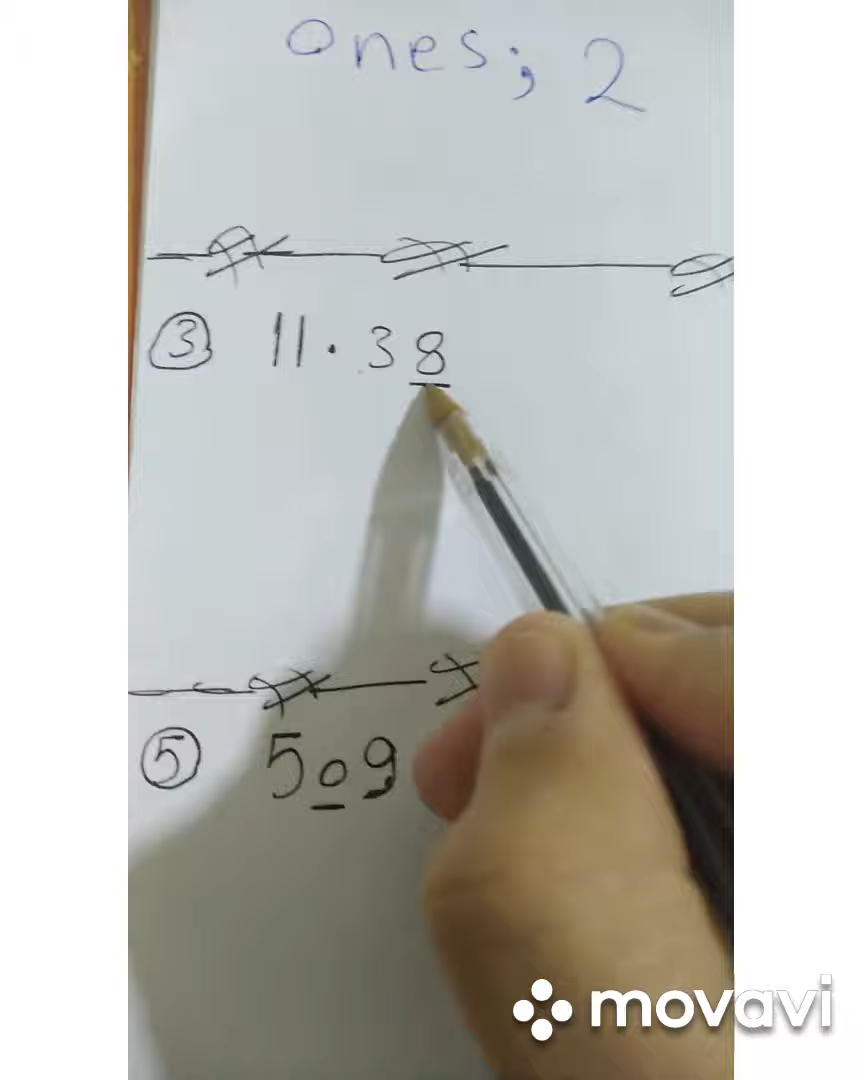 ones; 2
③ 11.38
⑤ 509
movavi